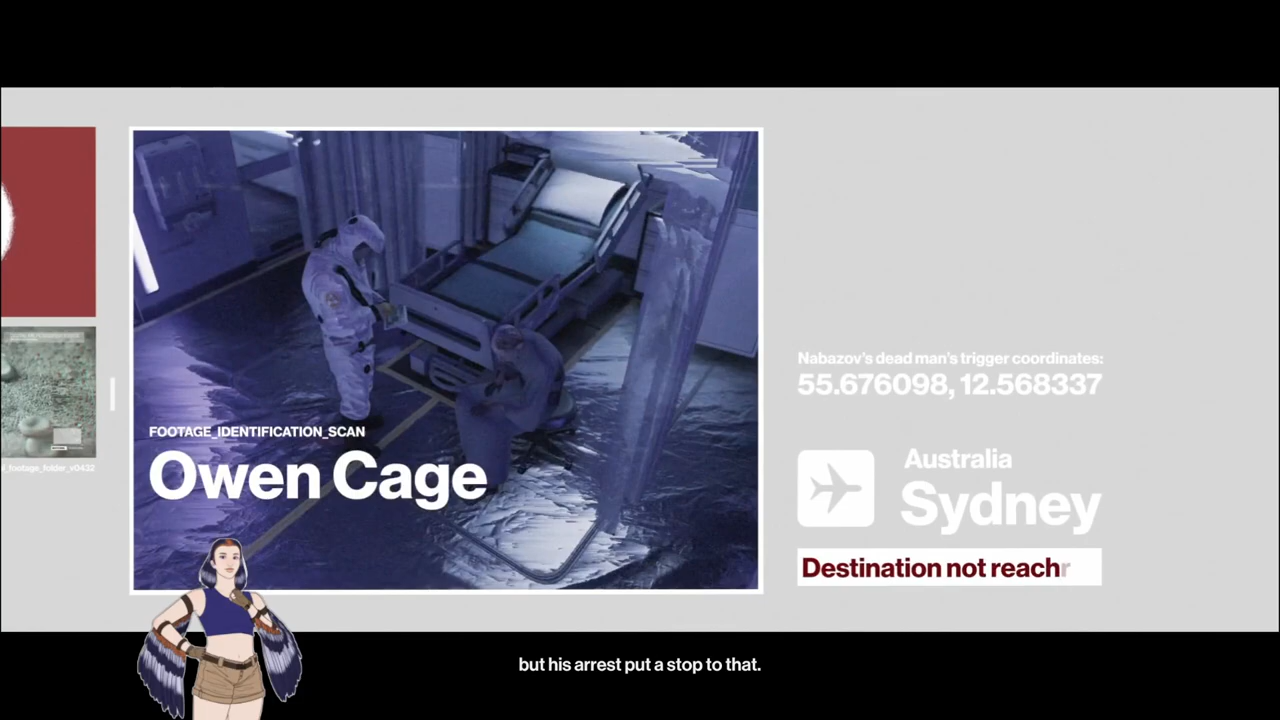 FOOTAGE_IDENTIFICATION_SCAN
Owen Cage
Nabazov's dead man's trigger coordinates:
55.676098, 12.568337
Australia
Sydney
Destination not reachr
but his arrest put a stop to that.